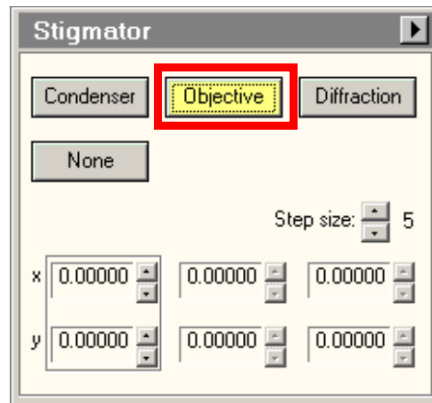 Stigmator
Condenser Objective Diffraction
None
Step size: 5
x 0.00000 0.00000 0.00000
y 0.00000 0.00000 0.00000